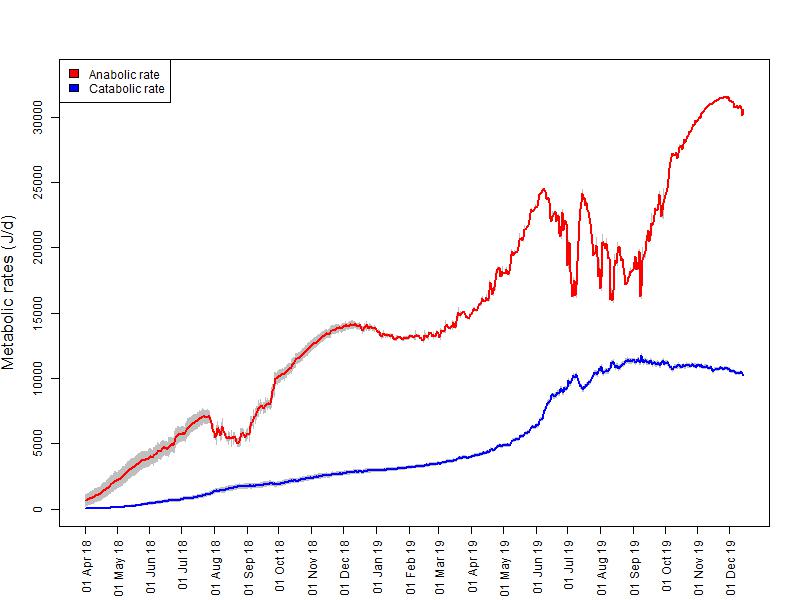 Anabolic rate
Catabolic rate
Metabolic rates (J/d)
30000
25000
20000
15000
10000
5000
0
01 Apr 18
01 May 18
01 Jun 18
01 Jul 18
01 Aug 18
01 Sep 18
01 Oct 18
01 Nov 18
01 Dec 18
01 Jan 19
01 Feb 19
01 Mar 19
01 Apr 19
01 May 19
01 Jun 19
01 Jul 19
01 Aug 19
01 Sep 19
01 Oct 19
01 Nov 19
01 Dec 19